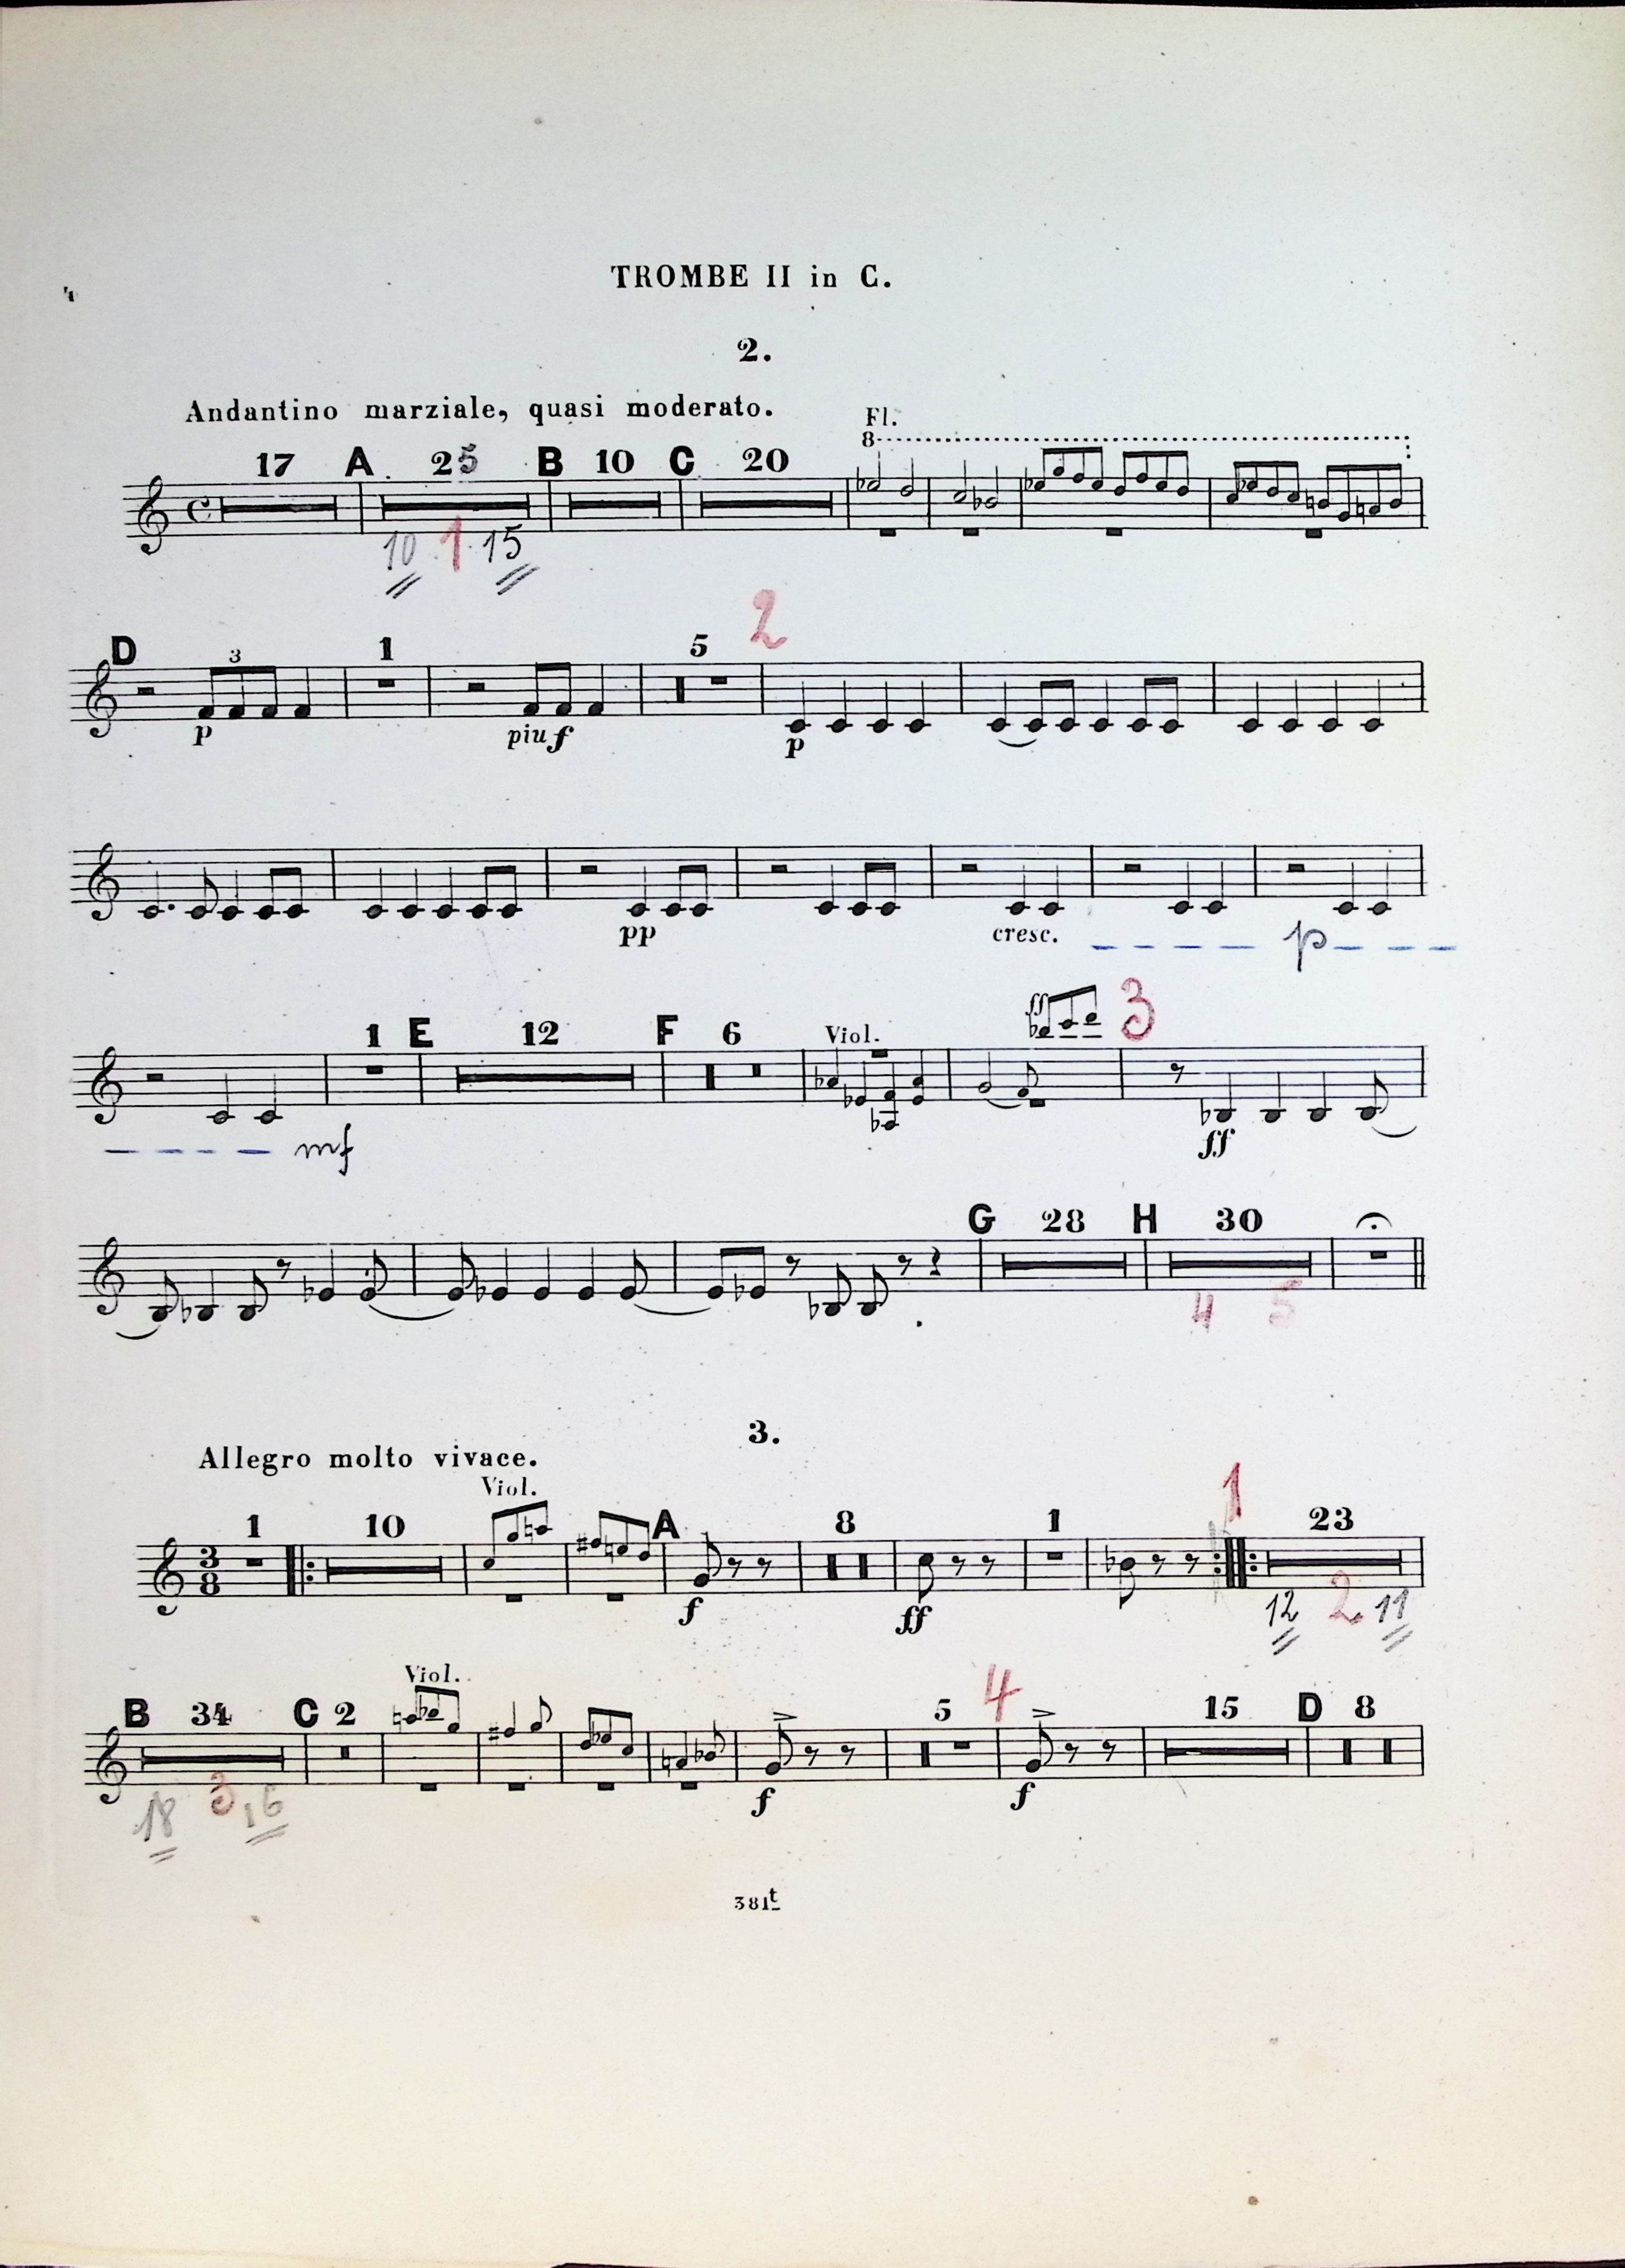 4
TROMBE II in C.
2.
Andantino marziale, quasi moderato.
Fl.
8
17 A 25 B 10 C 20
10 1 15
2
D 3 1 5
p piu f p
pp cresc. p
ff 3
1 E 12 F 6 Viol.
mf ff
G 28 H 30
4 5
3.
Allegro molto vivace.
Viol.
1
1 10 A 8 1 23
3
8
f ff 12 2 11
Viol.
4
B 34 C 2 5 15 D 8
18 3 16 f f
381t